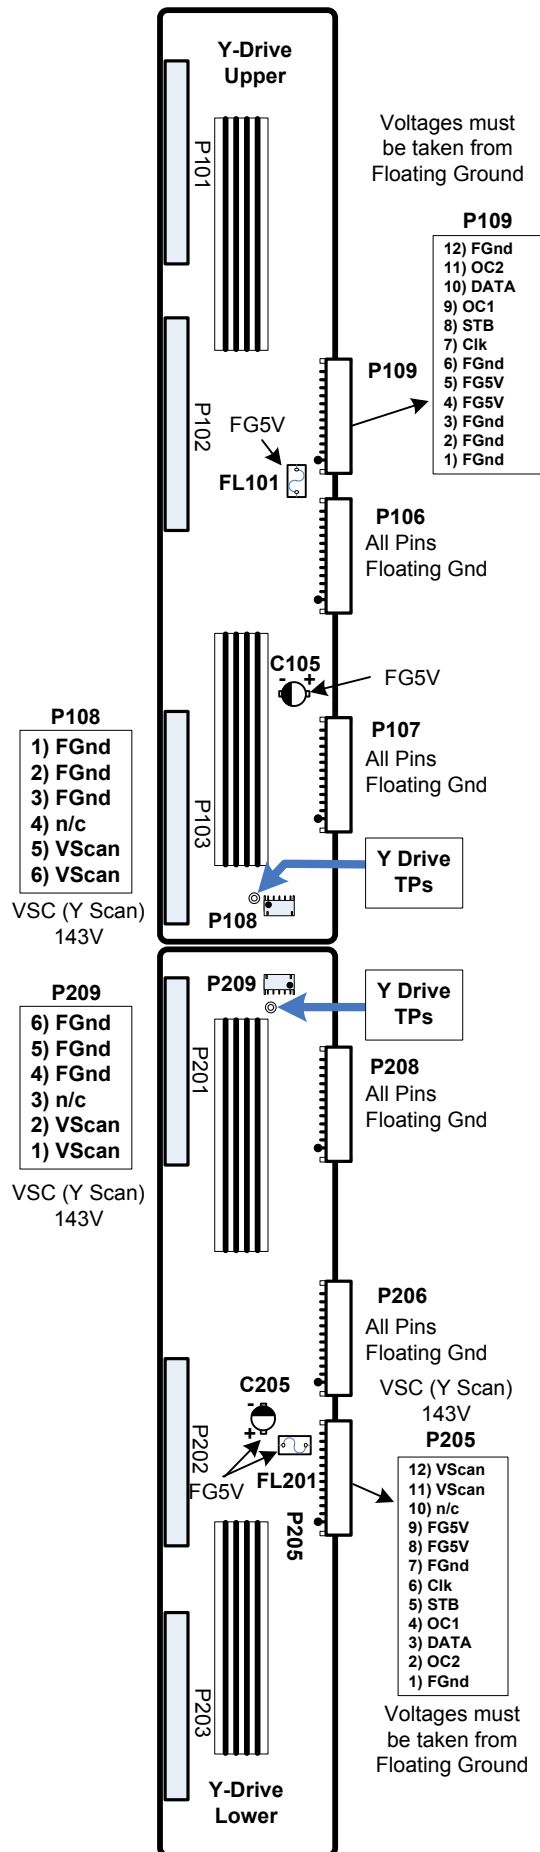 Y-Drive
Upper
Voltages must
be taken from
Floating Ground
P101
P109
12) FGnd
11) OC2
10) DATA
9) OC1
8) STB
7) Clk
6) FGnd
5) FG5V
4) FG5V
3) FGnd
2) FGnd
1) FGnd
P109
P102
FG5V
FL101
P106
All Pins
Floating Gnd
C105
- +
FG5V
P108
1) FGnd
2) FGnd
3) FGnd
4) n/c
5) VScan
6) VScan
VSC (Y Scan)
143V
P107
All Pins
Floating Gnd
P103
Y Drive
TPs
P108
P209
P209
6) FGnd
5) FGnd
4) FGnd
3) n/c
2) VScan
1) VScan
VSC (Y Scan)
143V
Y Drive
TPs
P201
P208
All Pins
Floating Gnd
P206
All Pins
Floating Gnd
C205
-
+
VSC (Y Scan)
143V
P205
12) VScan
11) VScan
10) n/c
9) FG5V
8) FG5V
7) FGnd
6) Clk
5) STB
4) OC1
3) DATA
2) OC2
1) FGnd
P202
FG5V
FL201
P205
P203
Voltages must
be taken from
Floating Ground
Y-Drive
Lower